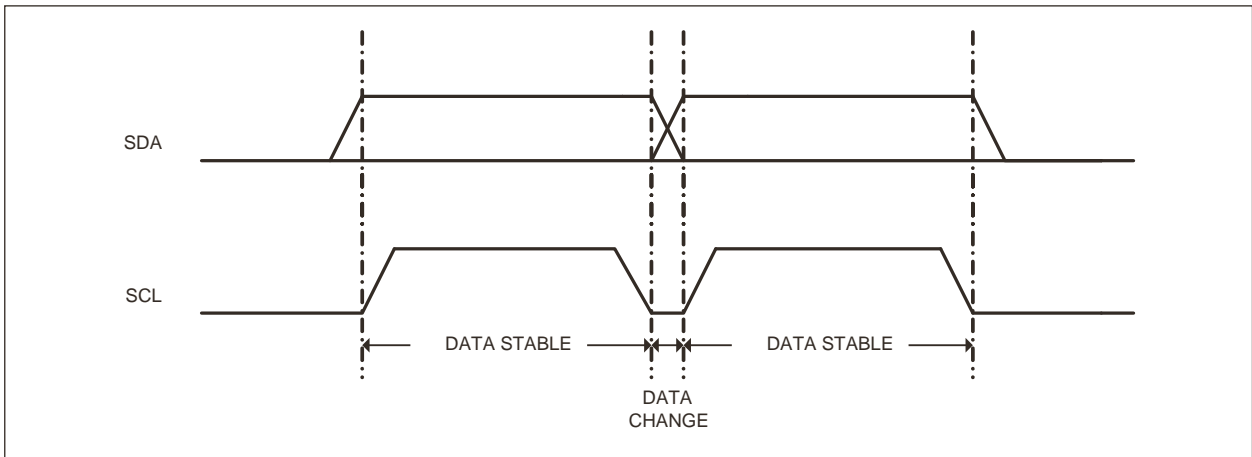 SDA
SCL
DATA STABLE
DATA STABLE
DATA
CHANGE